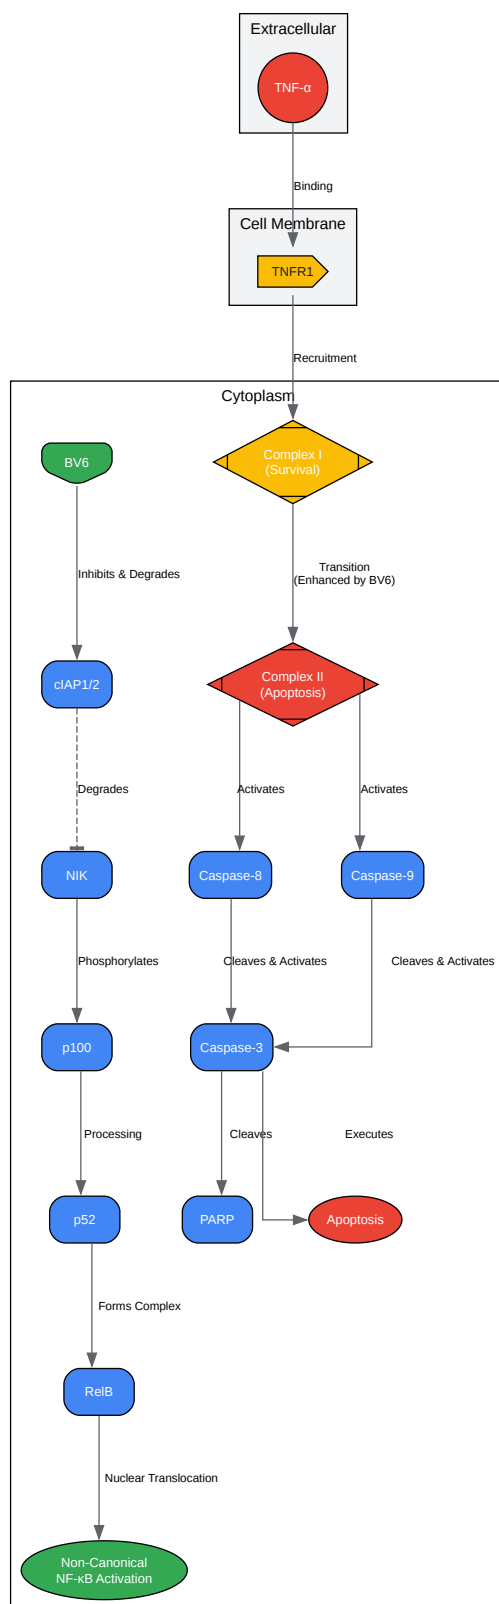 Extracellular
TNF-α
Binding
Cell Membrane
TNFR1
Recruitment
Cytoplasm
BV6
Complex I
(Survival)
Inhibits & Degrades
Transition
(Enhanced by BV6)
cIAP1/2
Complex II
(Apoptosis)
Degrades
Activates
Activates
NIK
Caspase-8
Caspase-9
Phosphorylates
Cleaves & Activates
Cleaves & Activates
p100
Caspase-3
Processing
Cleaves
Executes
p52
PARP
Apoptosis
Forms Complex
RelB
Nuclear Translocation
Non-Canonical
NF-κB Activation